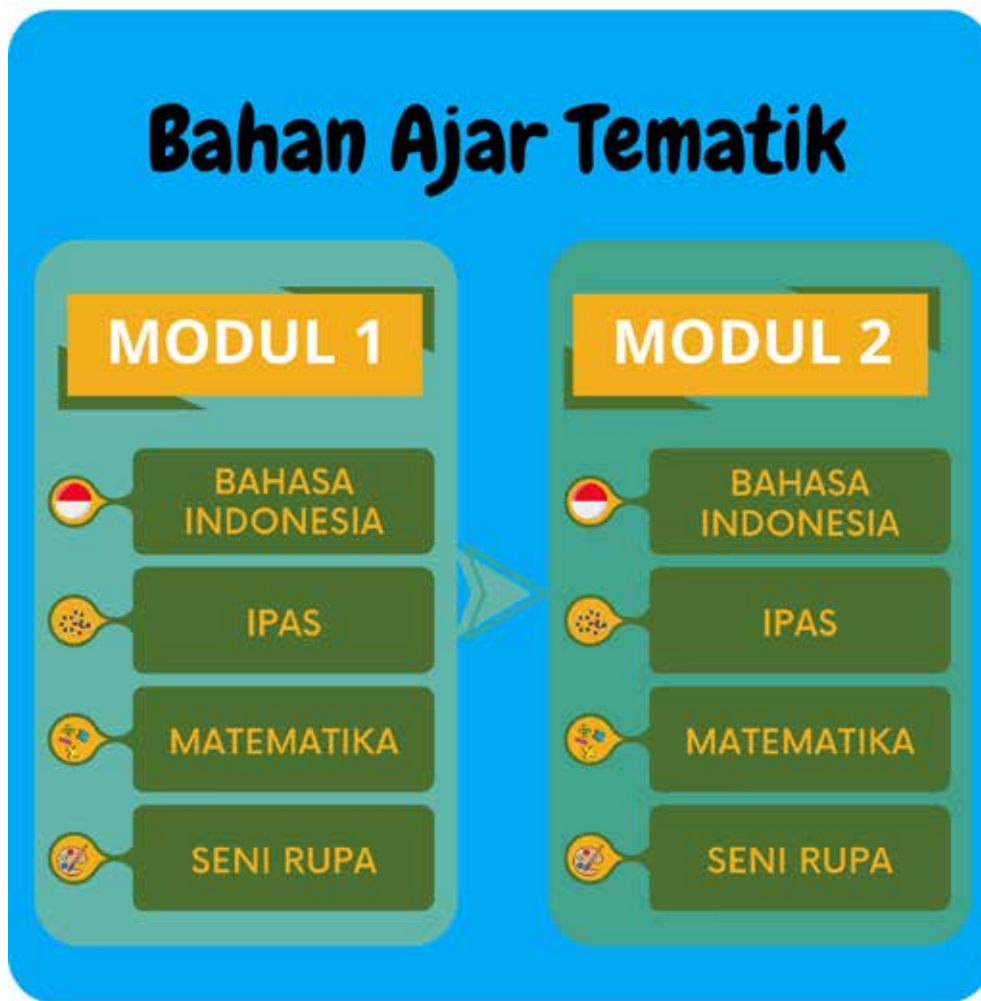 Bahan Ajar Tematik
MODUL 1
BAHASA
INDONESIA
IPAS
MATEMATIKA
SENI RUPA
MODUL 2
BAHASA
INDONESIA
IPAS
MATEMATIKA
SENI RUPA